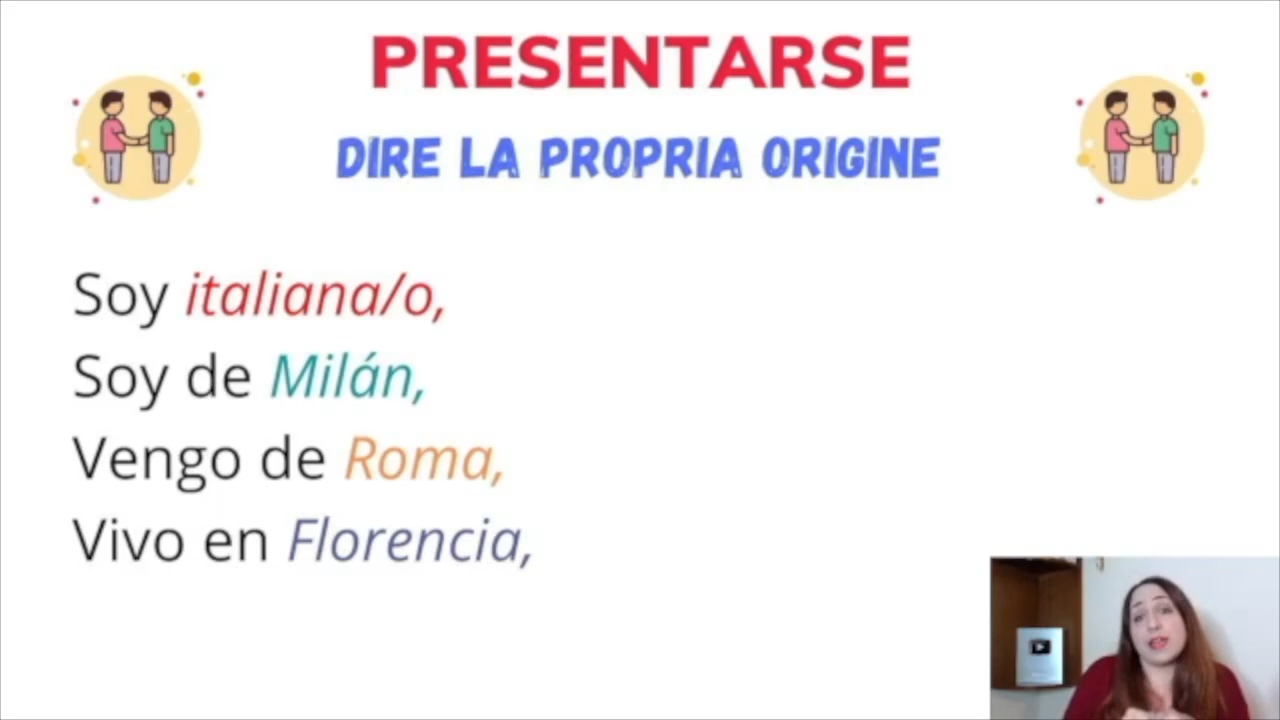 PRESENTARSE
DIRE LA PROPRIA ORIGINE
Soy italiana/o,
Soy de Milán,
Vengo de Roma,
Vivo en Florencia,